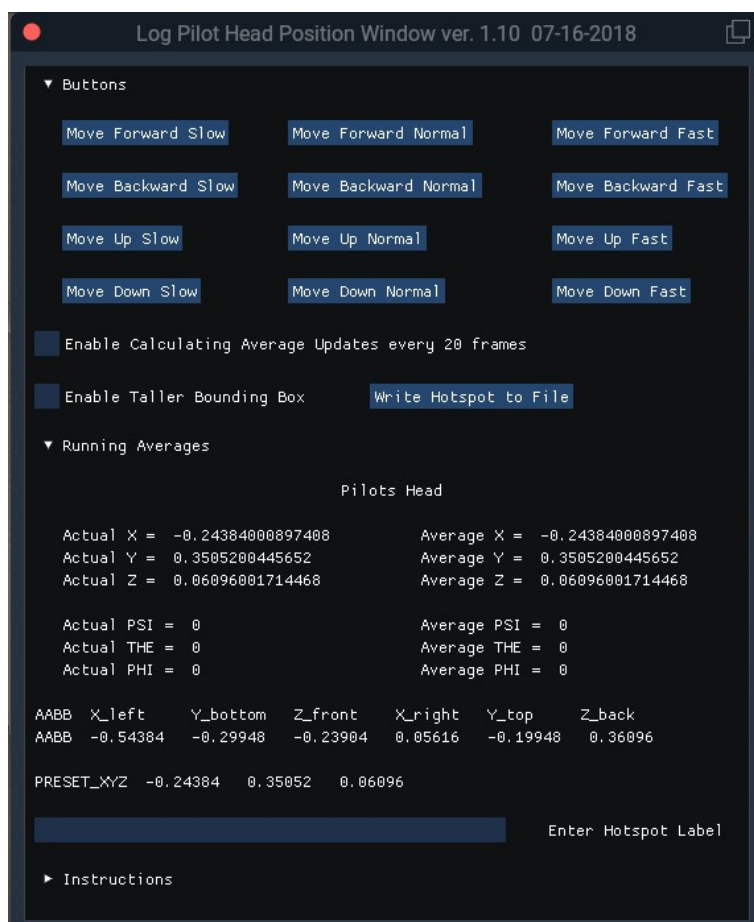 Log Pilot Head Position Window ver. 1.10 07-16-2018
▼ Buttons
Move Forward Slow Move Forward Normal Move Forward Fast
Move Backward Slow Move Backward Normal Move Backward Fast
Move Up Slow Move Up Normal Move Up Fast
Move Down Slow Move Down Normal Move Down Fast
Enable Calculating Average Updates every 20 frames
Enable Taller Bounding Box Write Hotspot to File
▼ Running Averages
Pilots Head
Actual X = -0.24384000897408 Average X = -0.24384000897408
Actual Y = 0.3505200445652 Average Y = 0.3505200445652
Actual Z = 0.06096001714468 Average Z = 0.06096001714468
Actual PSI = 0 Average PSI = 0
Actual THE = 0 Average THE = 0
Actual PHI = 0 Average PHI = 0
AABB X_left Y_bottom Z_front X_right Y_top Z_back
AABB -0.54384 -0.29948 -0.23904 0.05616 -0.19948 0.36096
PRESET_XYZ -0.24384 0.35052 0.06096
Enter Hotspot Label
► Instructions